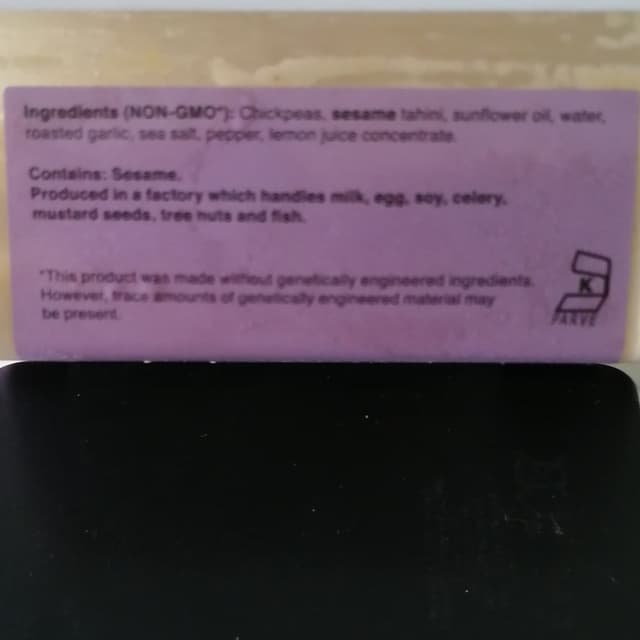 Ingredients (NON-GMO*): Chickpeas, sesame tahini, sunflower oil, water,
roasted garlic, sea salt, pepper, lemon juice concentrate.
Contains: Sesame.
Produced in a factory which handles milk, egg, soy, celery,
mustard seeds, tree nuts and fish.
*This product was made without genetically engineered ingredients.
However, trace amounts of genetically engineered material may
be present.
K
PARVE